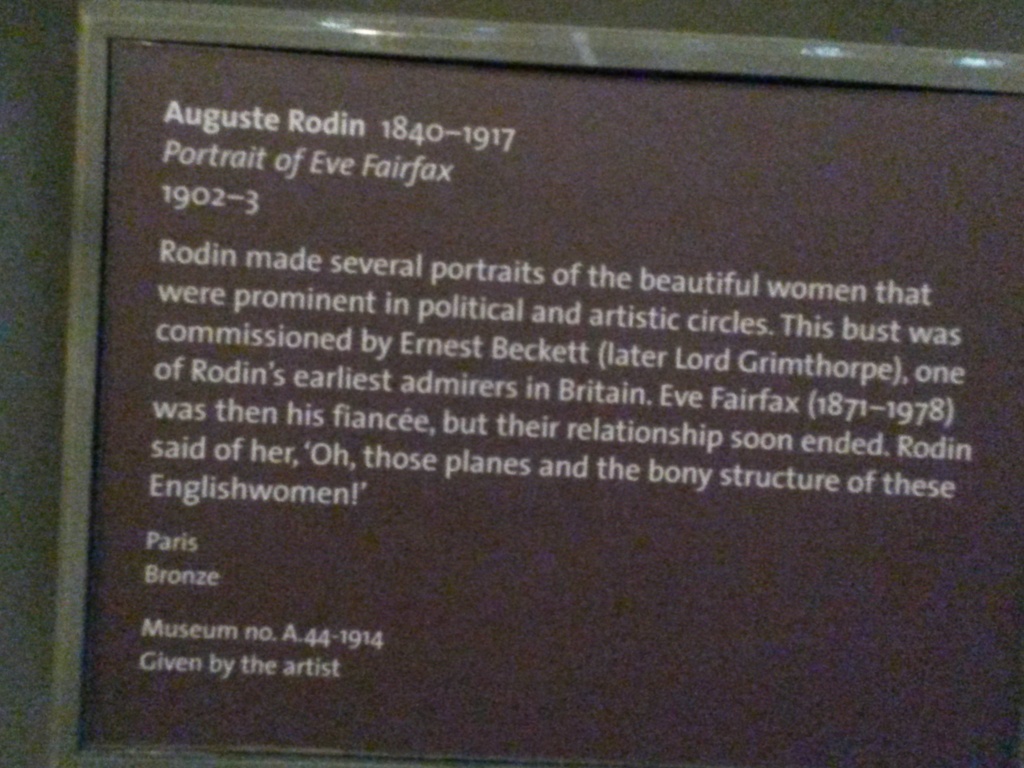 Auguste Rodin 1840–1917
Portrait of Eve Fairfax
1902–3
Rodin made several portraits of the beautiful women that
were prominent in political and artistic circles. This bust was
commissioned by Ernest Beckett (later Lord Grimthorpe), one
of Rodin's earliest admirers in Britain. Eve Fairfax (1871–1978)
was then his fiancée, but their relationship soon ended. Rodin
said of her, ‘Oh, those planes and the bony structure of these
Englishwomen!’
Paris
Bronze
Museum no. A.44-1914
Given by the artist